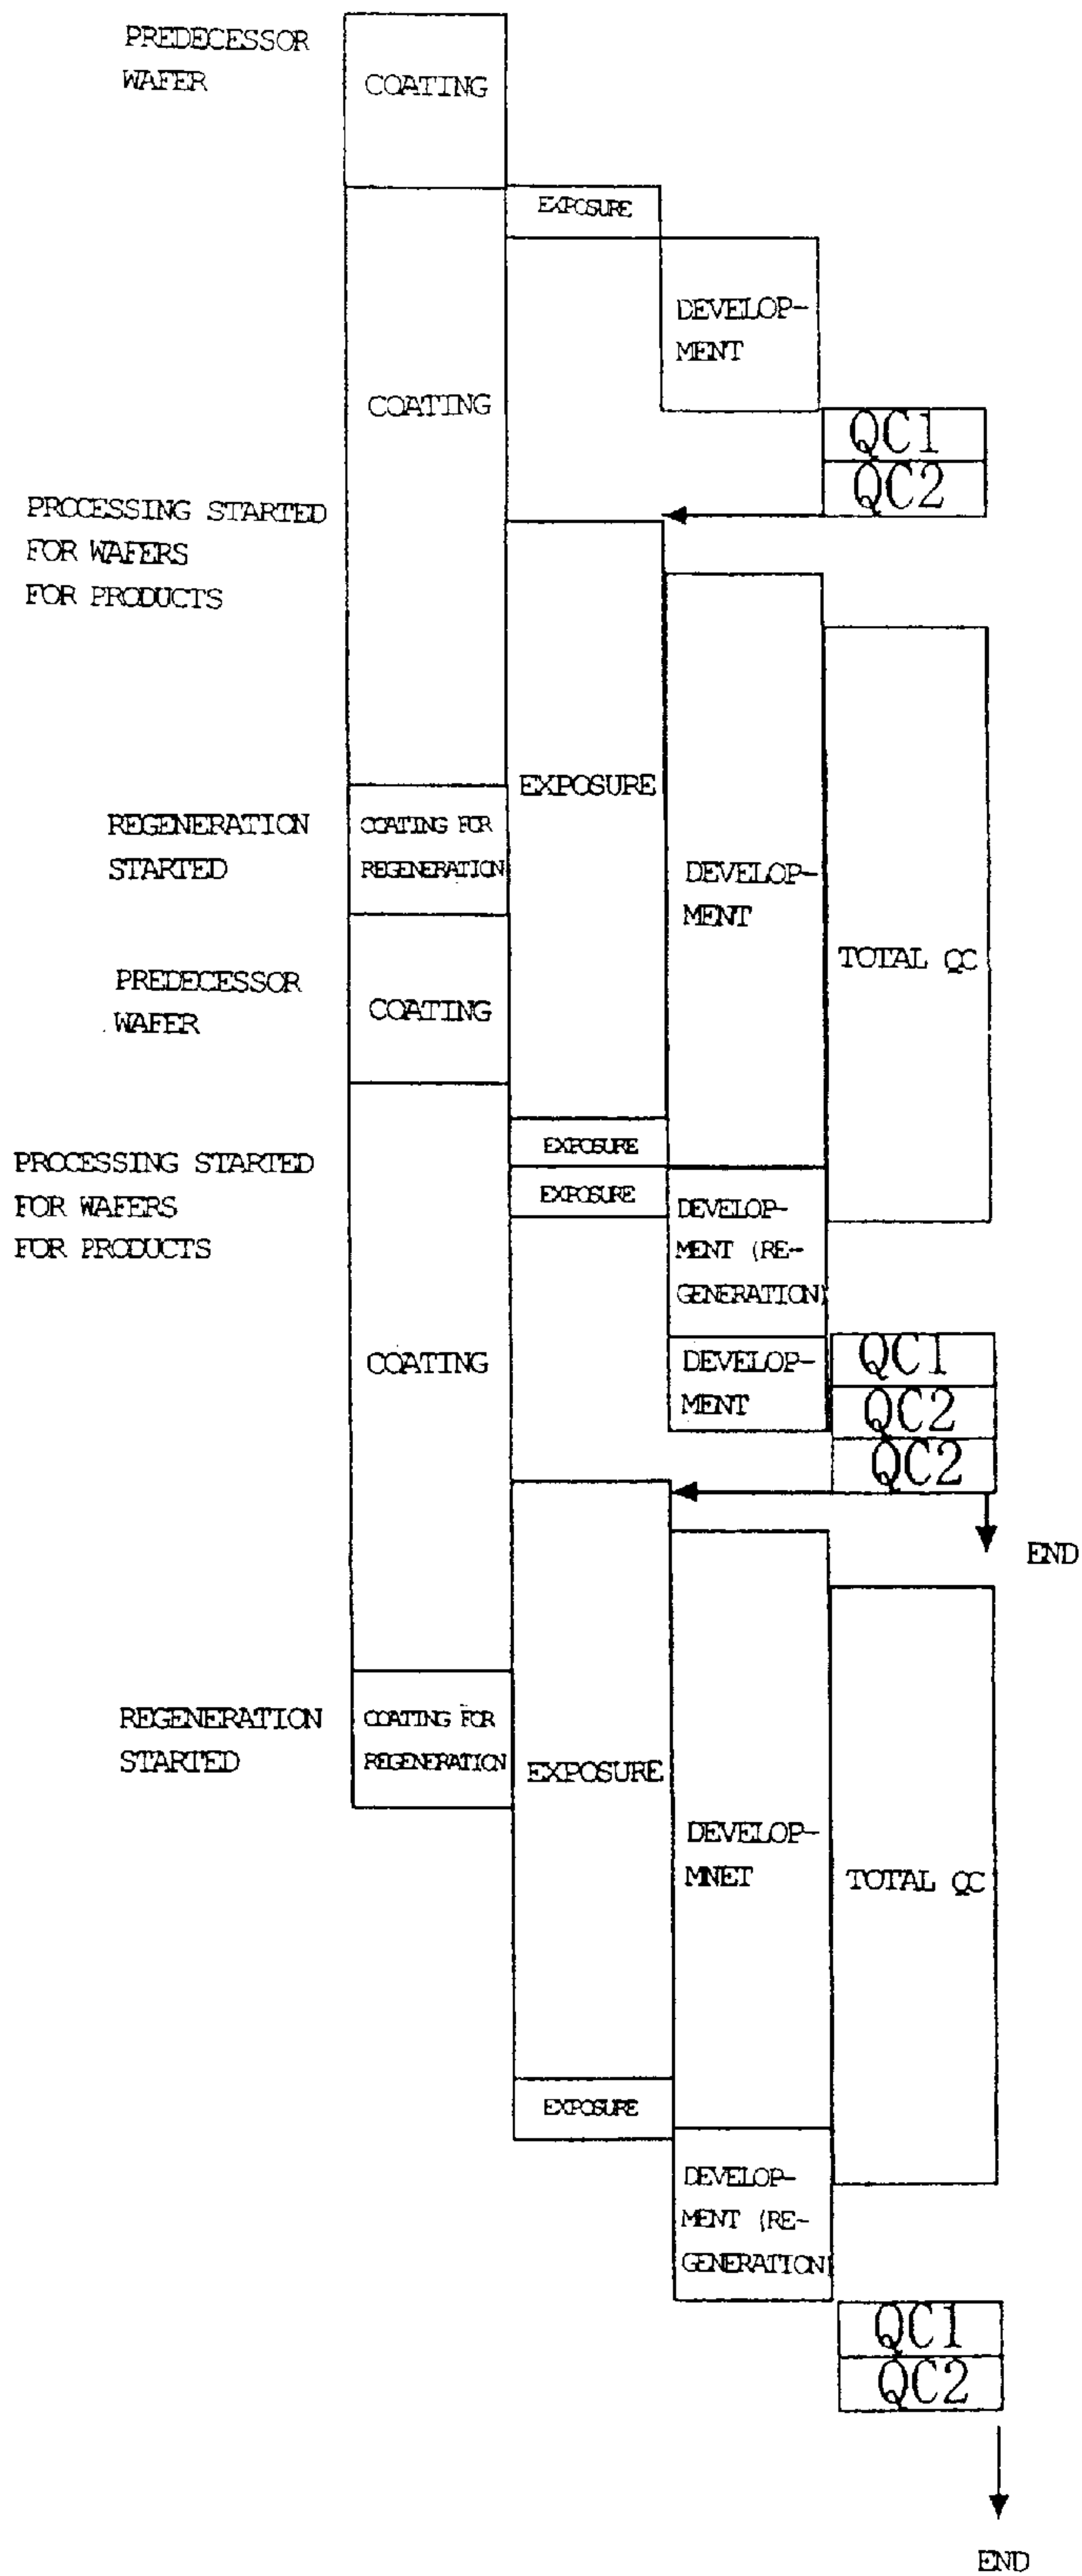 PREDECESSOR
WAFER
COATING
EXPOSURE
DEVELOP-
MENT
COATING
QC1
QC2
PROCESSING STARTED
FOR WAFERS
FOR PRODUCTS
EXPOSURE
REGENERATION
STARTED
COATING FOR
REGENERATION
DEVELOP-
MENT
TOTAL QC
PREDECESSOR
WAFER
COATING
EXPOSURE
PROCESSING STARTED
FOR WAFERS
FOR PRODUCTS
EXPOSURE
DEVELOP-
MENT (RE-
GENERATION)
COATING
DEVELOP-
MENT
QC1
QC2
QC2
END
REGENERATION
STARTED
COATING FOR
REGENERATION
EXPOSURE
DEVELOP-
MNET
TOTAL QC
EXPOSURE
DEVELOP-
MENT (RE-
GENERATION)
QC1
QC2
END